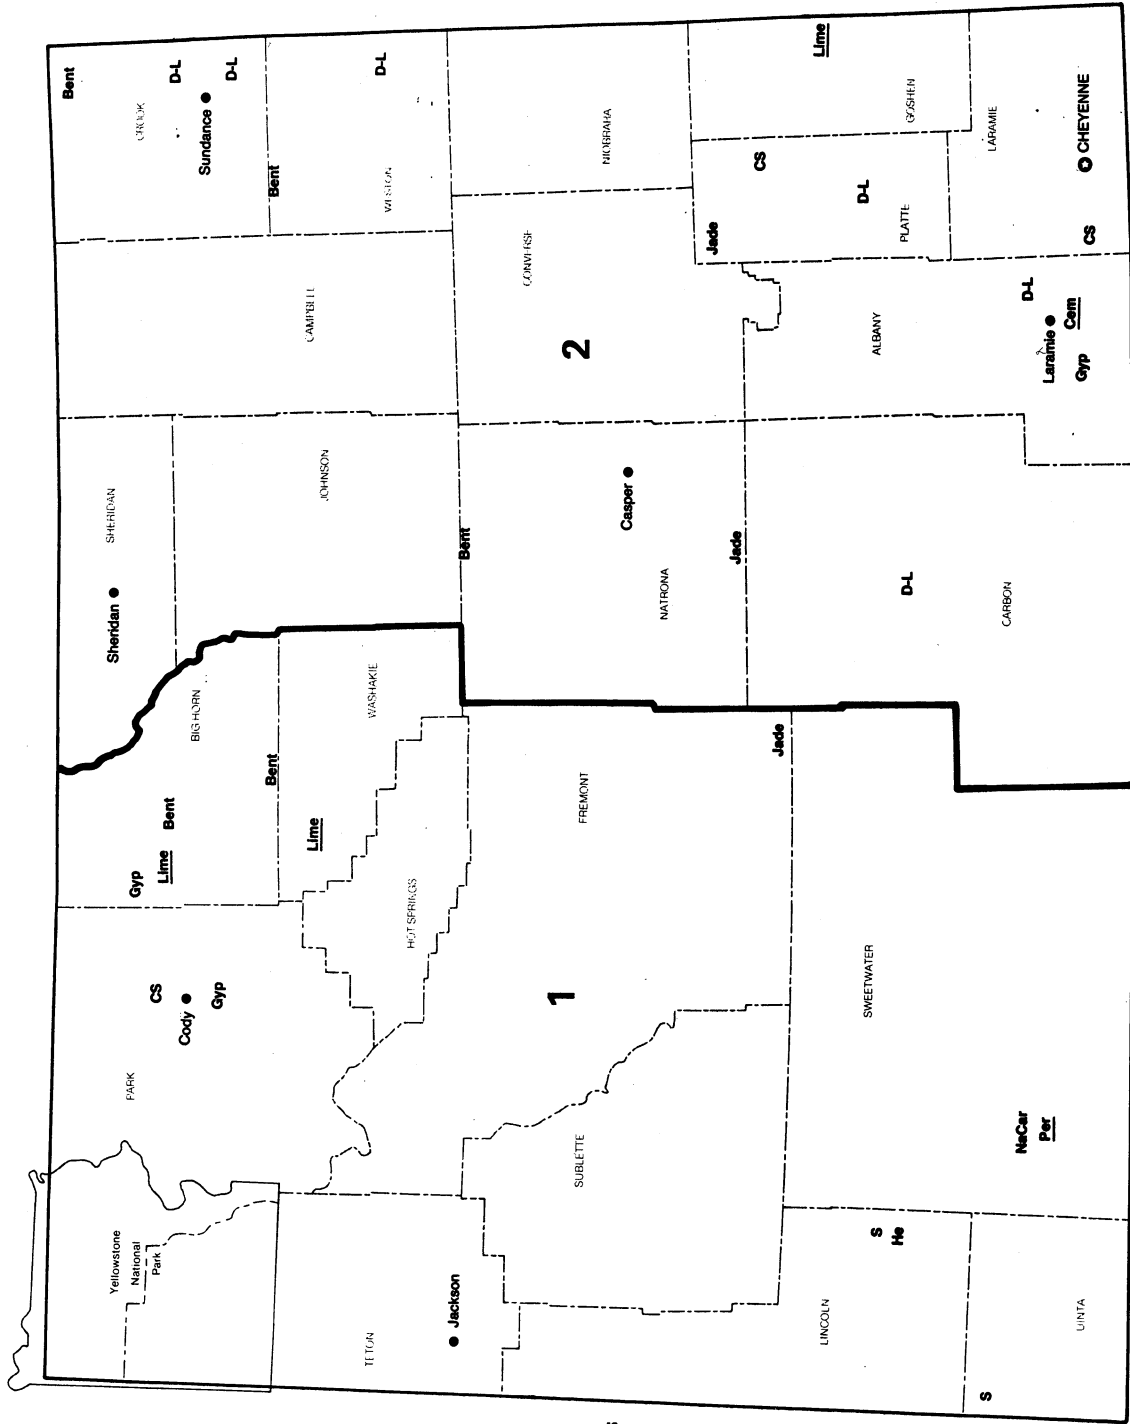 Yellowstone
National
Park
PARK
CS
Cody
Gyp
Gyp
Lime
Bent
BIG HORN
Bent
Sheridan
SHERIDAN
JOHNSON
CAMPBELL
Bent
CROOK
D-L
Sundance
D-L
Bent
WESTON
D-L
TETON
Jackson
HOT SPRINGS
Lime
WASHAKIE
SUBLETTE
1
FREMONT
Jade
Bent
Casper
NATRONA
Jade
2
CONVERSE
NIOBRARA
LINCOLN
S
He
S
UINTA
SWEETWATER
NaCar
Per
D-L
CARBON
Jade
ALBANY
D-L
Laramie
Gyp
Cem
CS
D-L
PLATTE
Lime
GOSHEN
LARAMIE
CHEYENNE
CS